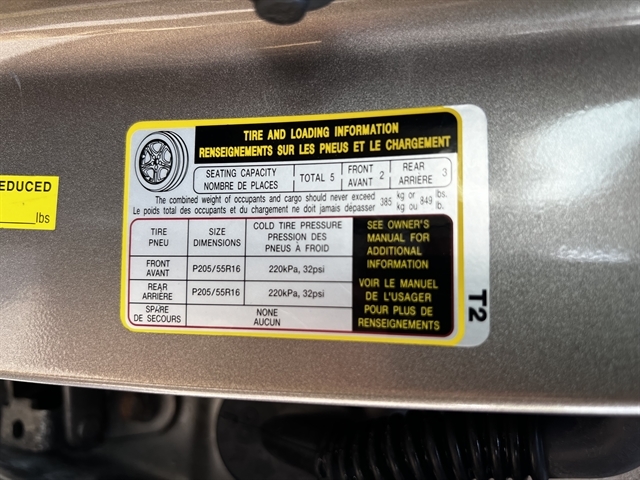 TIRE AND LOADING INFORMATION
RENSEIGNEMENTS SUR LES PNEUS ET LE CHARGEMENT
SEATING CAPACITY
NOMBRE DE PLACES
TOTAL 5
FRONT
AVANT 2
REAR
ARRIÈRE 3
The combined weight of occupants and cargo should never exceed 385 kg or 849 lbs.
Le poids total des occupants et du chargement ne doit jamais dépasser kg ou lb.
TIRE
PNEU
SIZE
DIMENSIONS
COLD TIRE PRESSURE
PRESSION DES
PNEUS À FROID
FRONT
AVANT
P205/55R16
220kPa, 32psi
REAR
ARRIÈRE
P205/55R16
220kPa, 32psi
SPARE
DE SECOURS
NONE
AUCUN
SEE OWNER'S
MANUAL FOR
ADDITIONAL
INFORMATION
VOIR LE MANUEL
DE L'USAGER
POUR PLUS DE
RENSEIGNEMENTS
T2
EDUCED
lbs